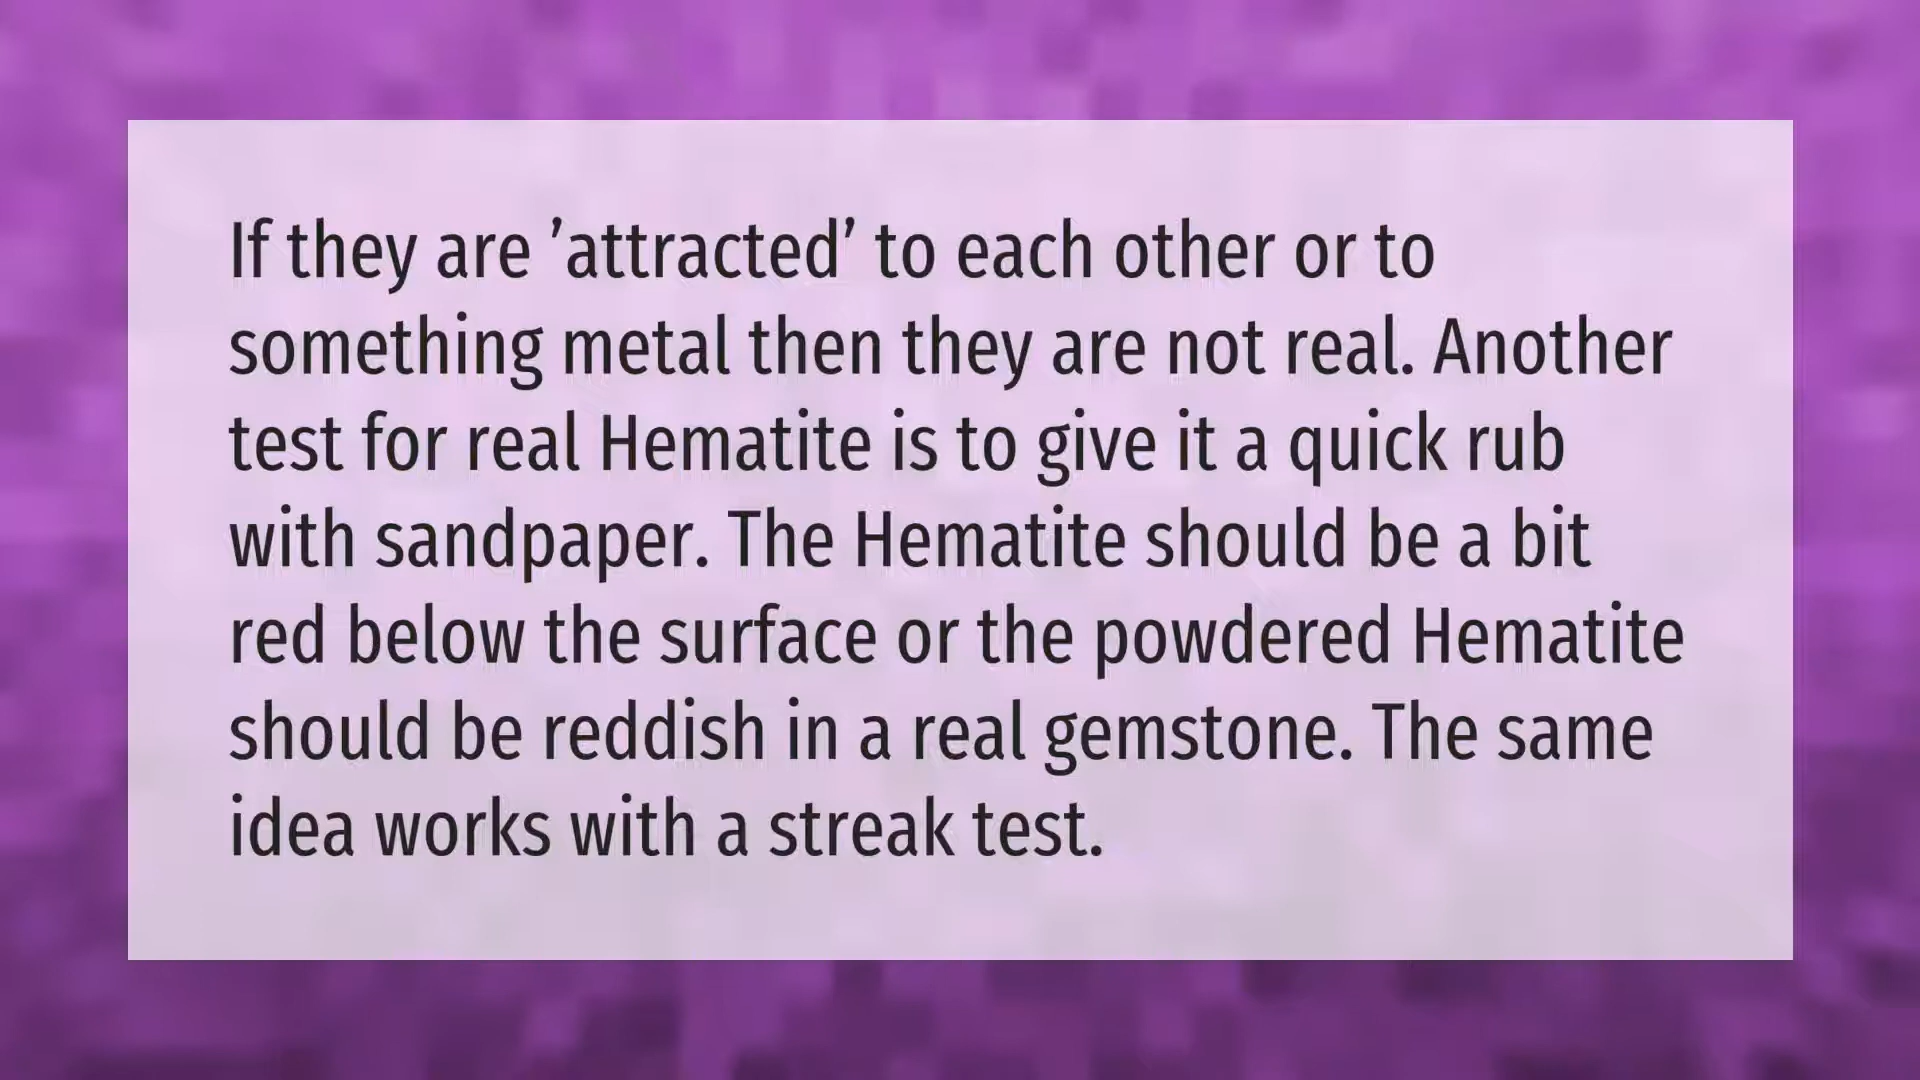 If they are ’attracted’ to each other or to
something metal then they are not real. Another
test for real Hematite is to give it a quick rub
with sandpaper. The Hematite should be a bit
red below the surface or the powdered Hematite
should be reddish in a real gemstone. The same
idea works with a streak test.